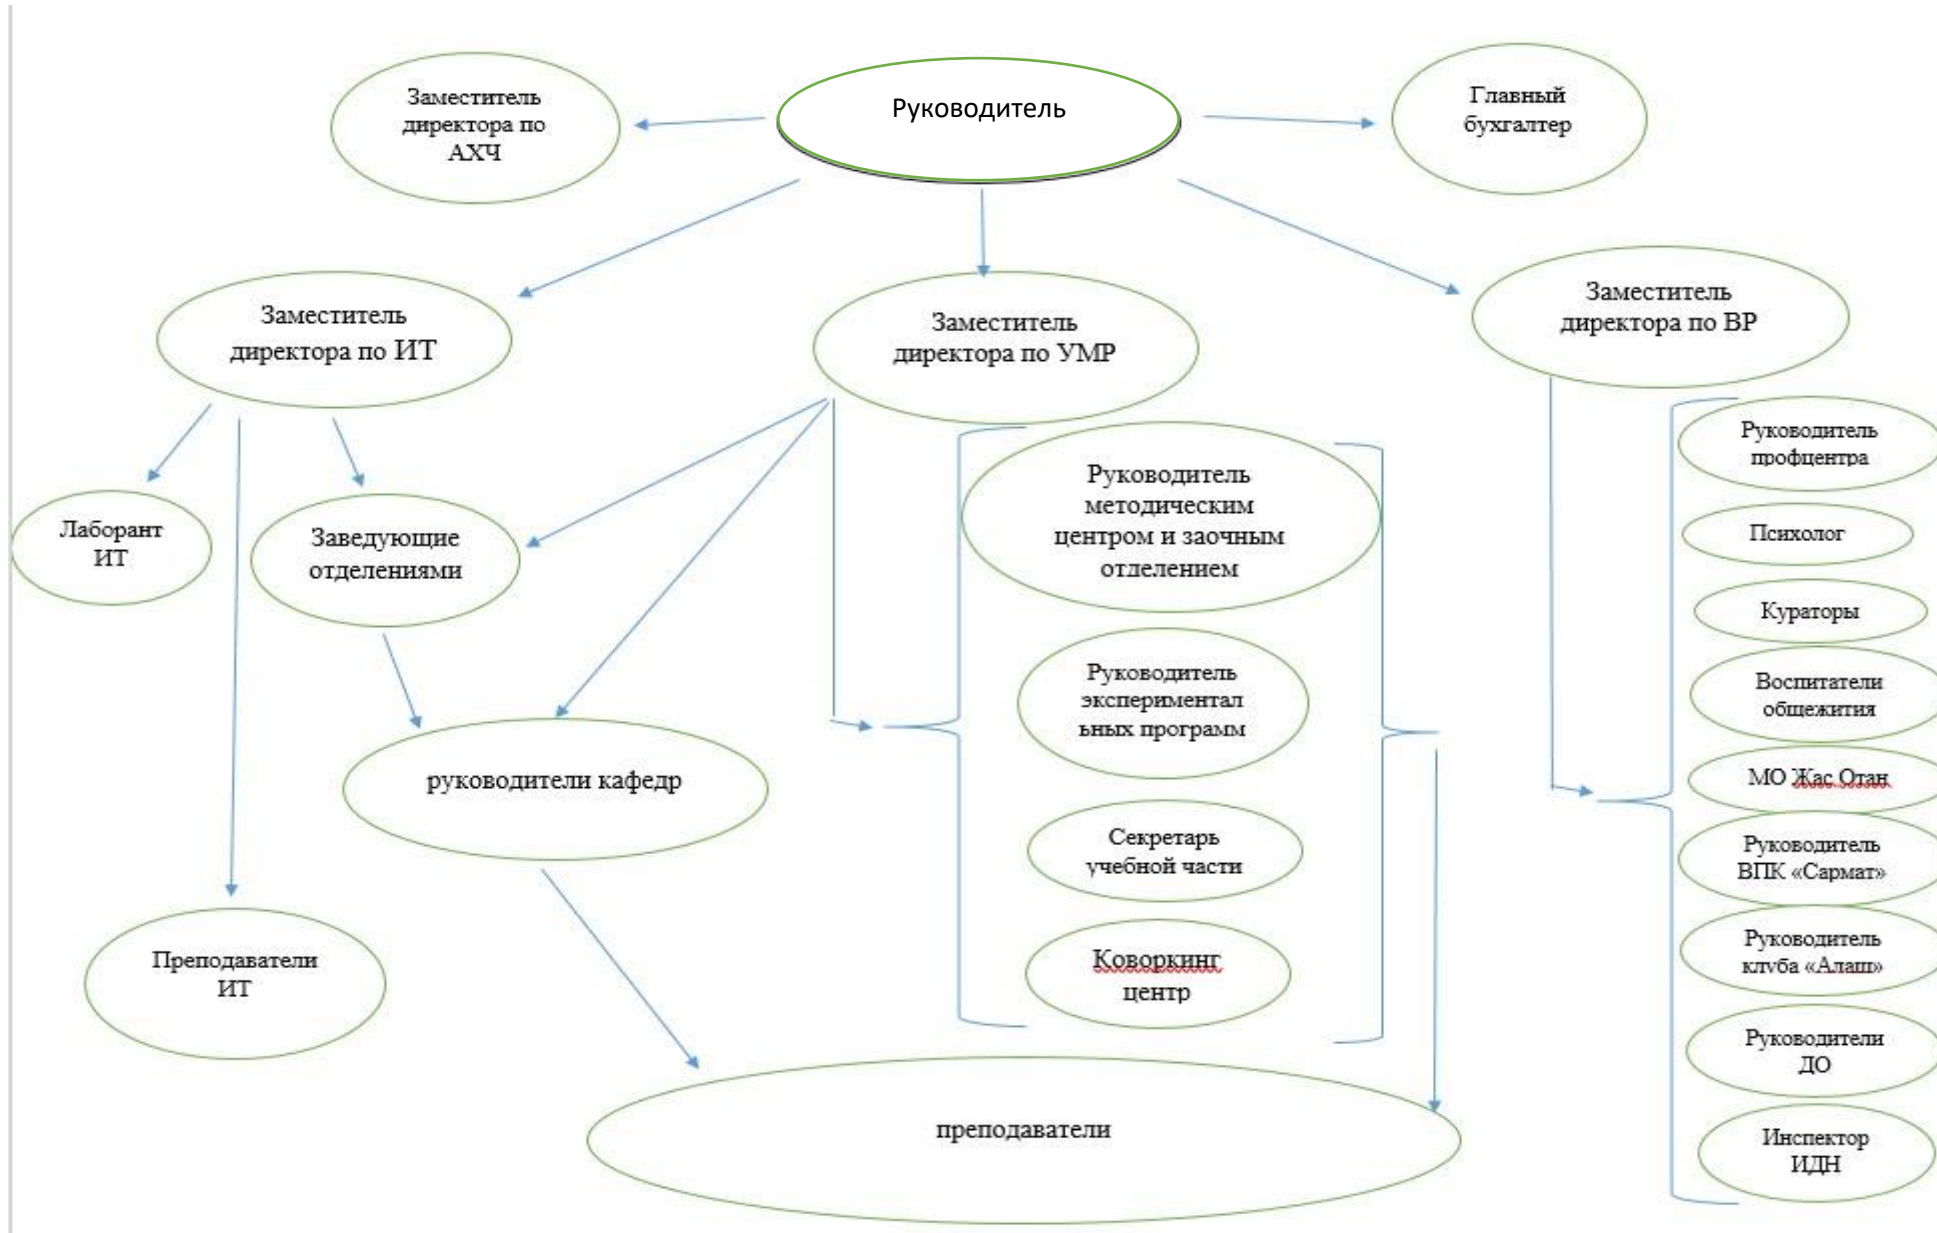 Заместитель
директора по
АХЧ
Руководитель
Главный
бухгалтер
Заместитель
директора по ИТ
Заместитель
директора по УМР
Заместитель
директора по ВР
Лаборант
ИТ
Заведующие
отделениями
Руководитель
методическим
центром и заочным
отделением
Руководитель
профцентра
Психолог
Кураторы
Руководитель
эксперимептал
ьных программ
Воспитатели
общежития
руководители кафедр
МО Жас Отан
Секретарь
учебной части
Руководитель
ВПК «Сармат»
Преподаватели
ИТ
Коворкинг
центр
Руководитель
клуба «Алаш»
Руководители
ДО
преподаватели
Инспектор
ИДН